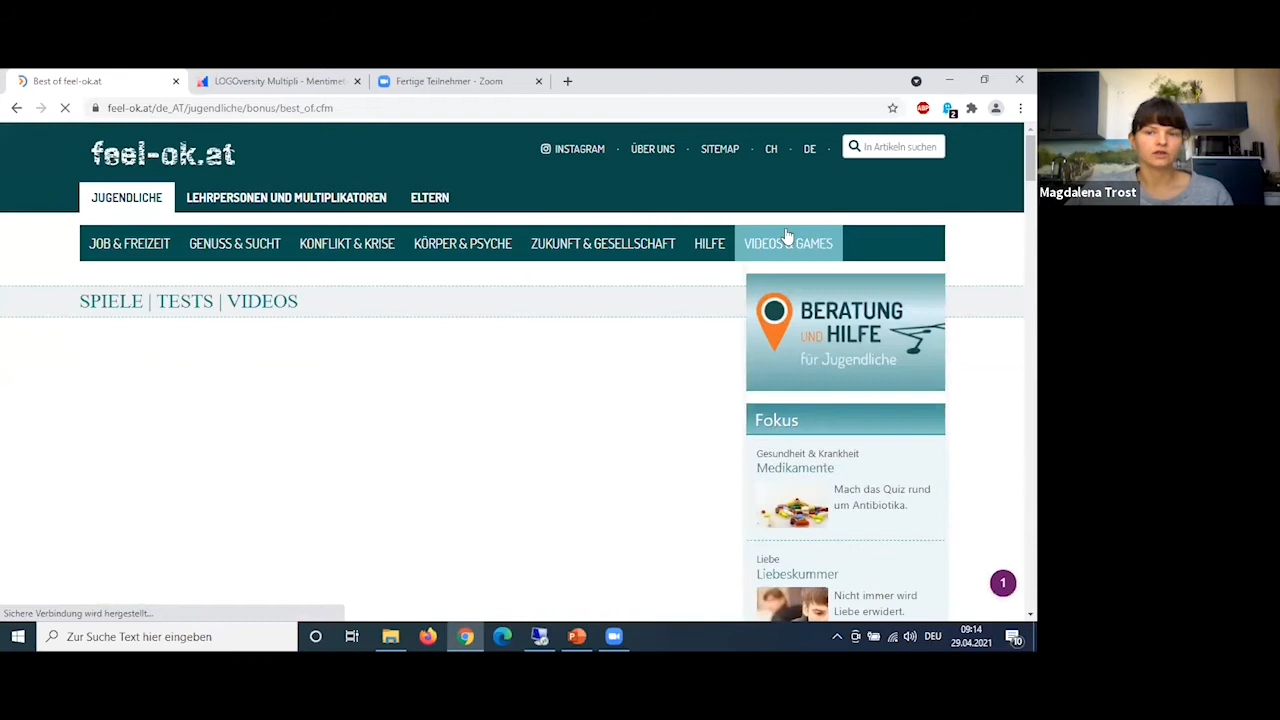 Best of feel-ok.at
LOGOversity Multipli - Mentimet
Fertige Teilnehmer - Zoom
feel-ok.at/de_AT/jugendliche/bonus/best_of.cfm
ABP
2
feel-ok.at
INSTAGRAM · ÜBER UNS · SITEMAP · CH · DE ·
In Artikeln suchen
JUGENDLICHE LEHRPERSONEN UND MULTIPLIKATOREN ELTERN
JOB & FREIZEIT GENUSS & SUCHT KONFLIKT & KRISE KÖRPER & PSYCHE ZUKUNFT & GESELLSCHAFT HILFE VIDEOS & GAMES
SPIELE | TESTS | VIDEOS
BERATUNG
UND HILFE
für Jugendliche
Fokus
Gesundheit & Krankheit
Medikamente
Mach das Quiz rund
um Antibiotika.
Liebe
Liebeskummer
Nicht immer wird
Liebe erwidert.
1
Sichere Verbindung wird hergestellt...
Zur Suche Text hier eingeben
DEU
09:14
29.04.2021
10
Magdalena Trost